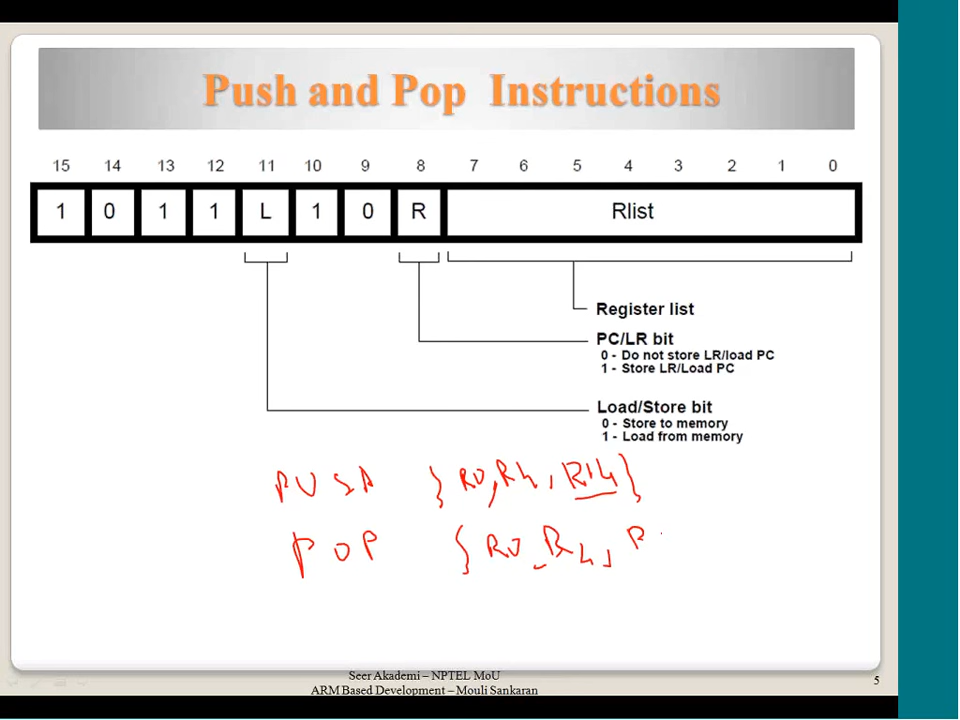 Push and Pop Instructions
15 14 13 12 11 10 9 8 7 6 5 4 3 2 1 0
1 0 1 1 L 1 0 R Rlist
Register list
PC/LR bit
0 - Do not store LR/load PC
1 - Store LR/Load PC
Load/Store bit
0 - Store to memory
1 - Load from memory
PUSH {R0, R4, R14}
POP {R0, R4, P
Seer Akademi – NPTEL MoU
ARM Based Development – Mouli Sankaran
5